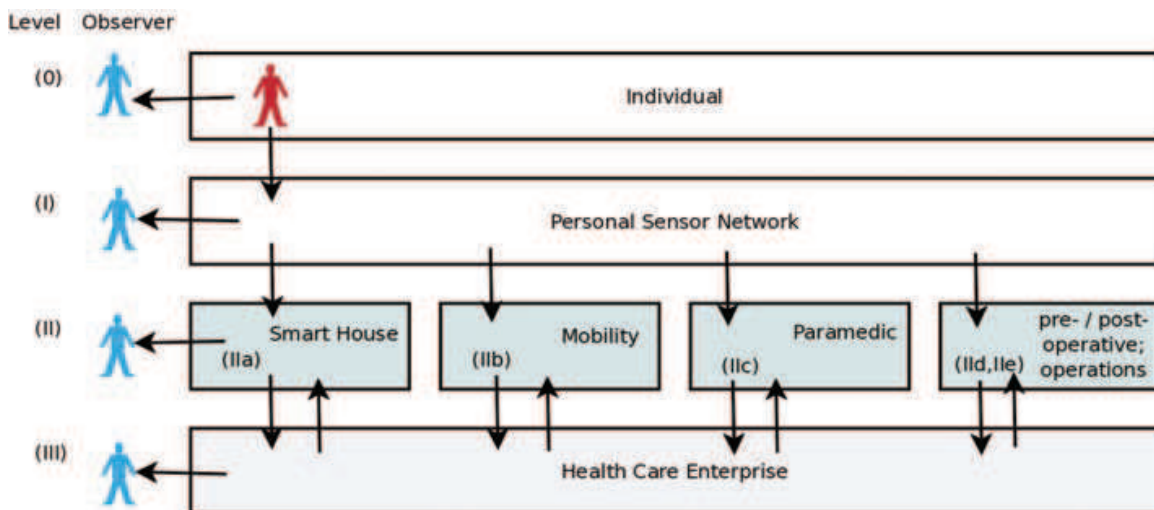 Level Observer
(0)
Individual
(I)
Personal Sensor Network
(II)
Smart House
(IIa)
Mobility
(IIb)
Paramedic
(IIc)
pre- / post-
operative;
(IId,IIe) operations
(III)
Health Care Enterprise